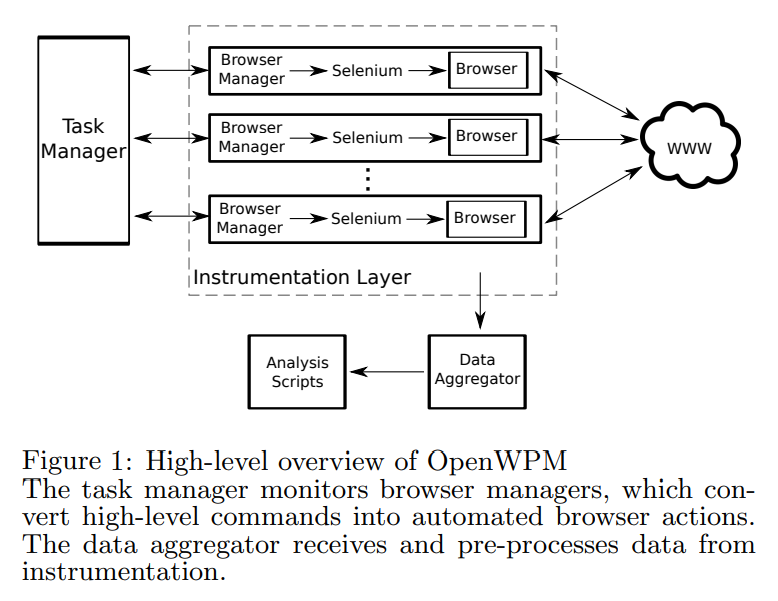 Task
Manager
Browser
Manager
Selenium
Browser
Browser
Manager
Selenium
Browser
Browser
Manager
Selenium
Browser
www
Instrumentation Layer
Analysis
Scripts
Data
Aggregator
Figure 1: High-level overview of OpenWPM
The task manager monitors browser managers, which con-
vert high-level commands into automated browser actions.
The data aggregator receives and pre-processes data from
instrumentation.